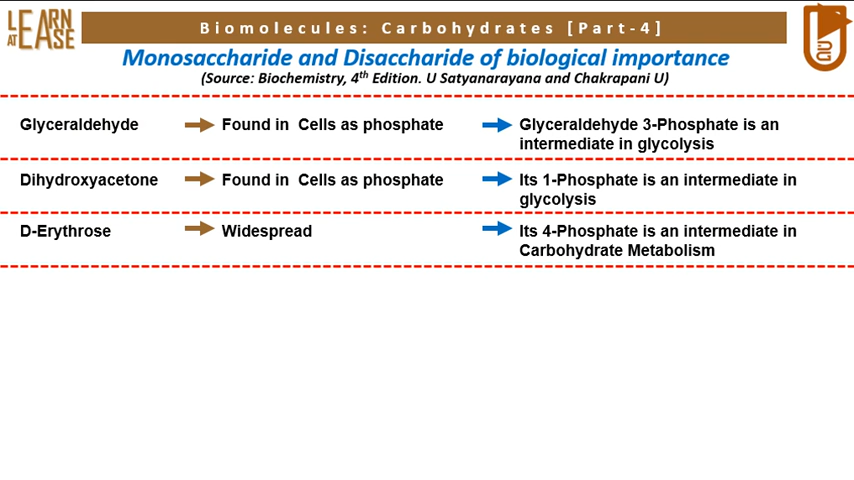 LEARN
AT EASE
Biomolecules: Carbohydrates [Part-4]
Monosaccharide and Disaccharide of biological importance
(Source: Biochemistry, 4th Edition. U Satyanarayana and Chakrapani U)
Glyceraldehyde Found in Cells as phosphate Glyceraldehyde 3-Phosphate is an
intermediate in glycolysis
Dihydroxyacetone Found in Cells as phosphate Its 1-Phosphate is an intermediate in
glycolysis
D-Erythrose Widespread Its 4-Phosphate is an intermediate in
Carbohydrate Metabolism